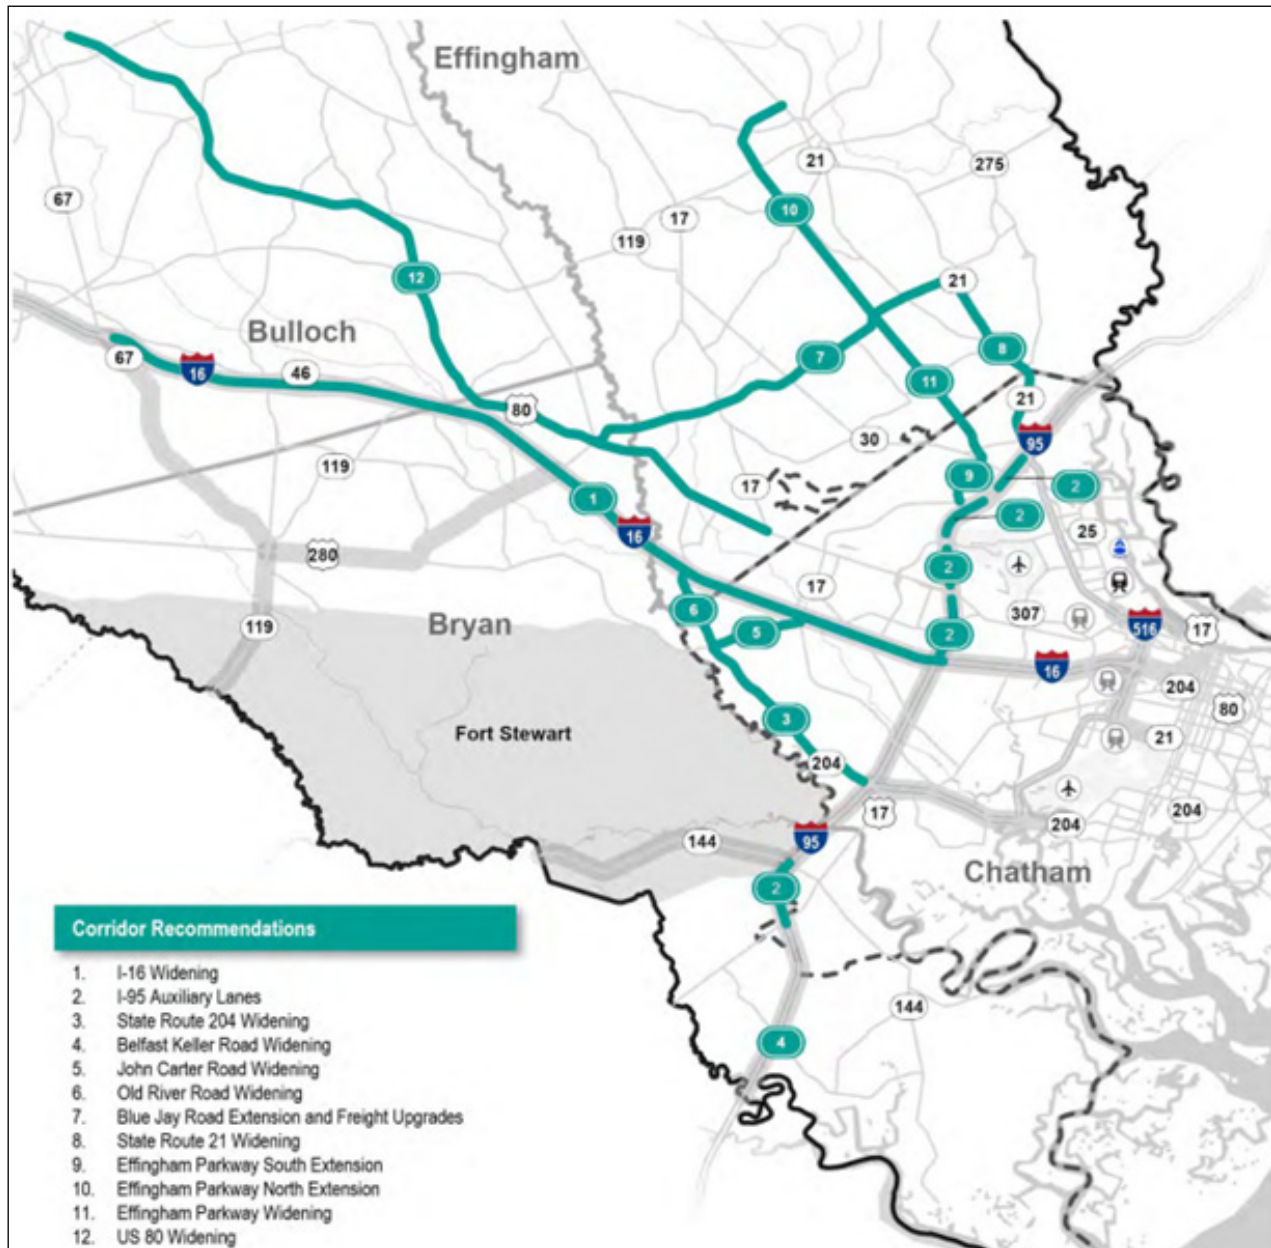 Effingham
21
275
67
10
17
119
12
21
Bulloch
67
16
46
7
8
11
21
80
30
95
119
9
17
2
1
2
16
25
280
2
17
6
307
119
Bryan
5
2
516
17
16
204
80
3
Fort Stewart
21
204
17
204
204
144
95
Chatham
2
144
4
Corridor Recommendations
1. I-16 Widening
2. I-95 Auxiliary Lanes
3. State Route 204 Widening
4. Belfast Keller Road Widening
5. John Carter Road Widening
6. Old River Road Widening
7. Blue Jay Road Extension and Freight Upgrades
8. State Route 21 Widening
9. Effingham Parkway South Extension
10. Effingham Parkway North Extension
11. Effingham Parkway Widening
12. US 80 Widening